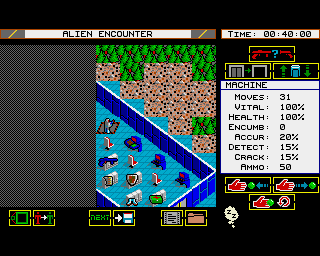 ALIEN ENCOUNTER
TIME: 00:40:00
?
MACHINE
MOVES: 31
VITAL: 100%
HEALTH: 100%
ENCUMB: 0
ACCUR: 20%
DETECT: 15%
CRACK: 15%
AMMO: 50
NEXT